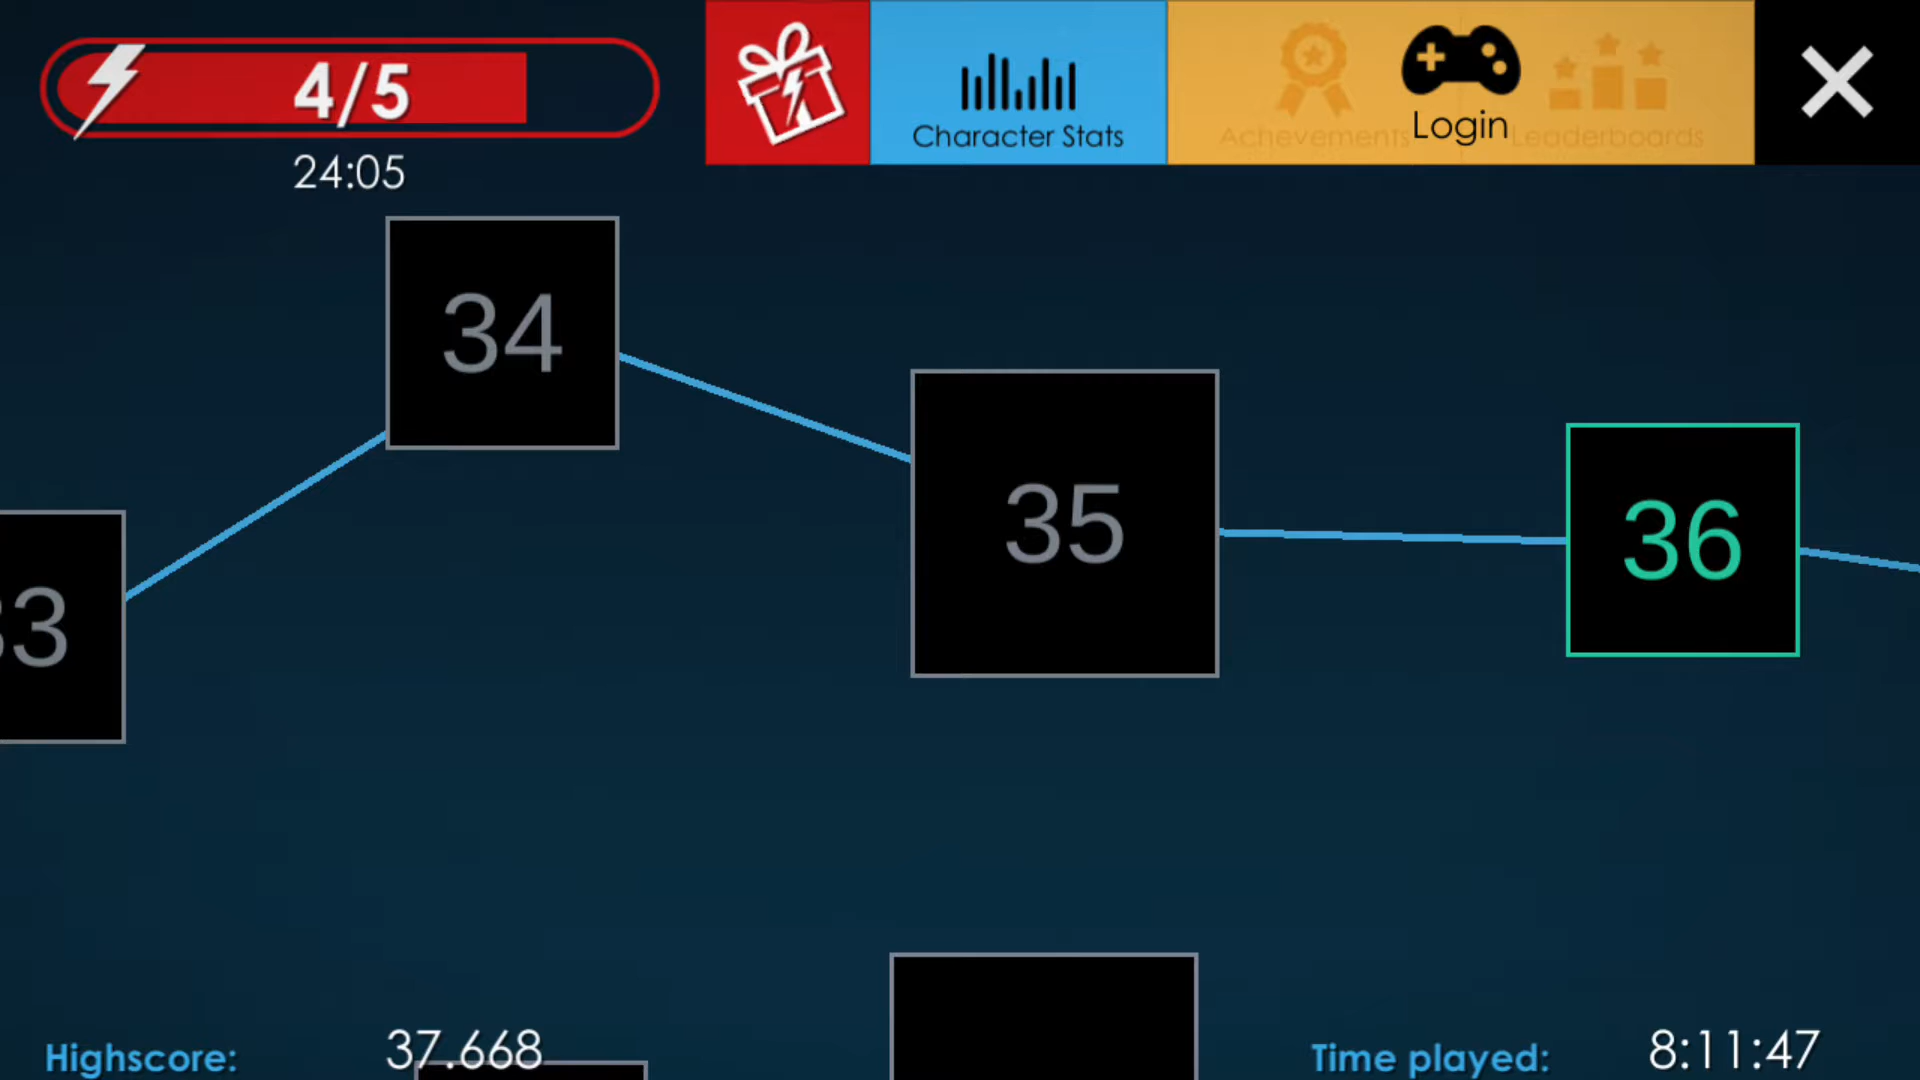 4/5
24:05
Character Stats
Achevements
Login
Leaderboards
34
35
36
33
Highscore: 37.668
Time played: 8:11:47